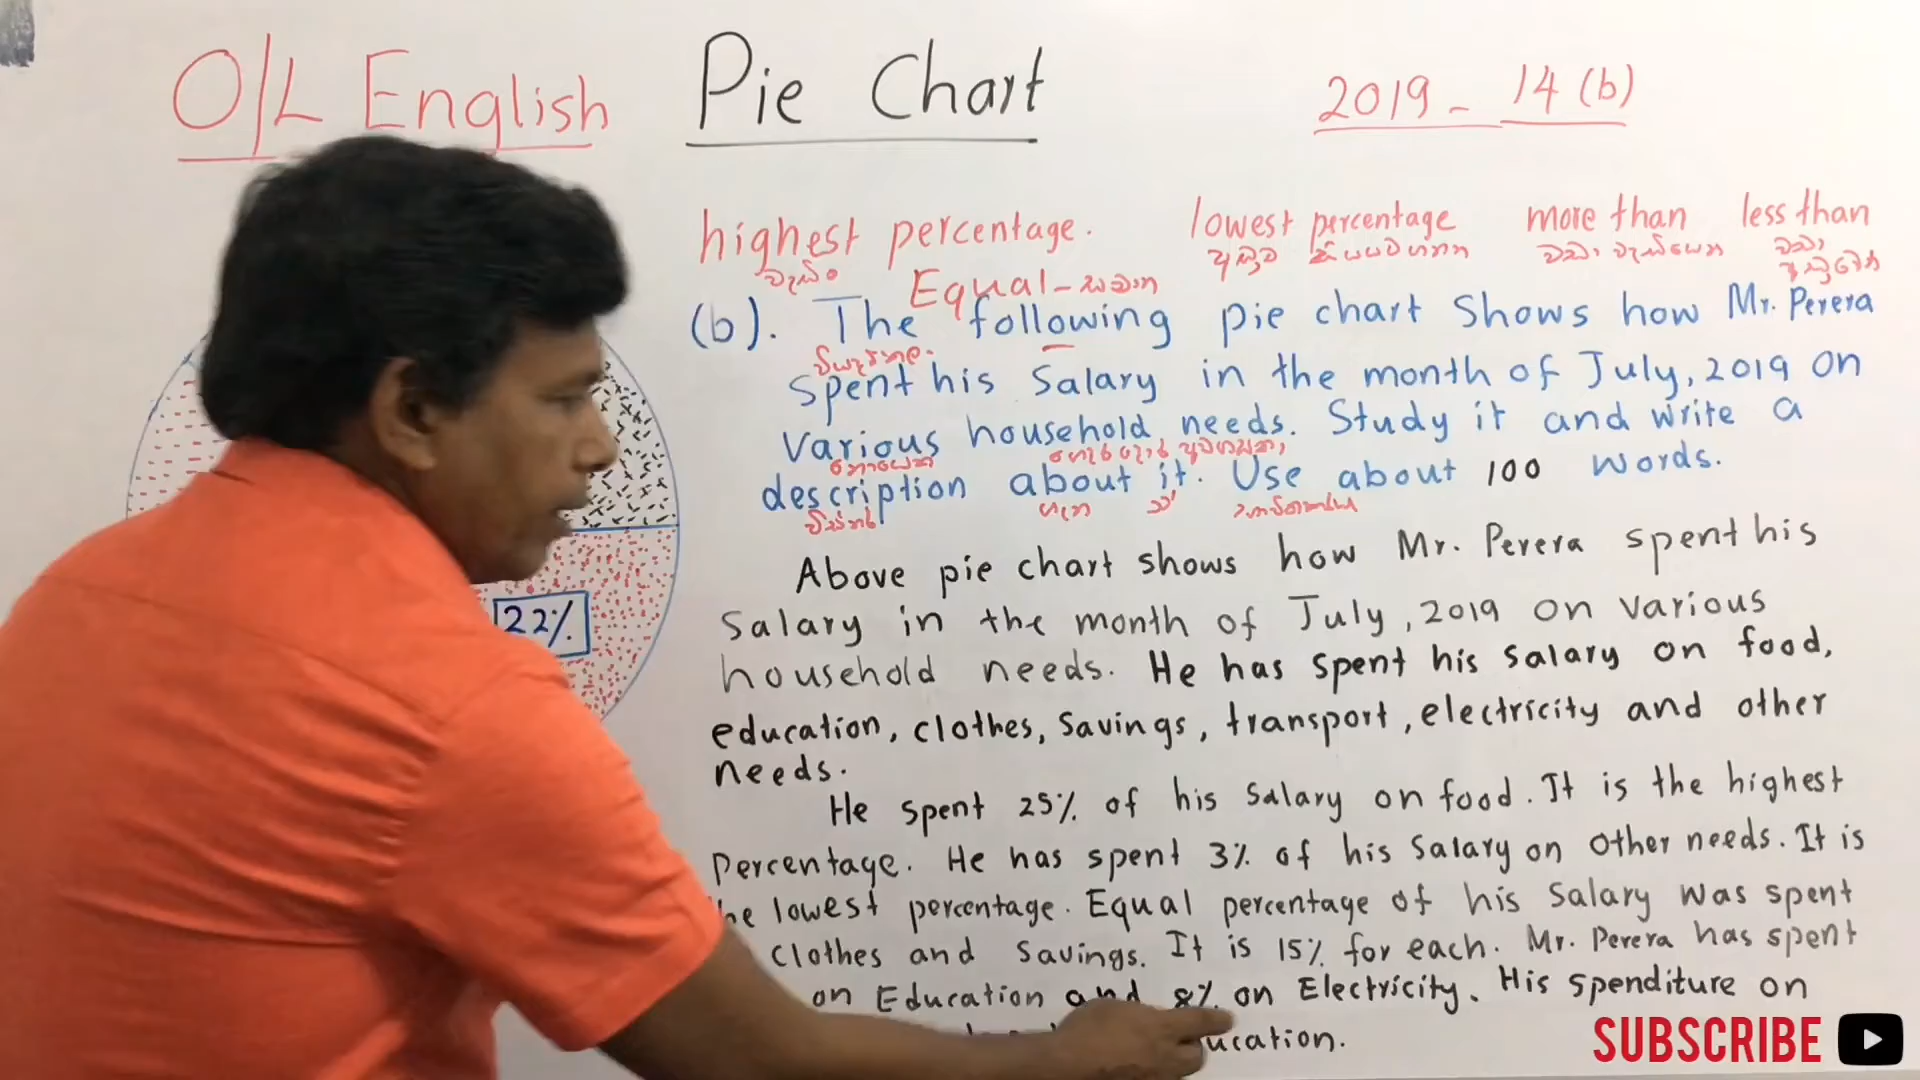 O/L English Pie Chart 2019 - 14 (b)
highest percentage. lowest percentage more than less than
වැඩිම අඩුම වඩා වැඩියෙන් වඩා
Equal - සමාන
(b). The following pie chart shows how Mr. Perera
spent his salary in the month of July, 2019 on
various household needs. Study it and write a
description about it. Use about 100 words.
ගැන
Above pie chart shows how Mr. Perera spent his
salary in the month of July, 2019 on various
household needs. He has spent his salary on food,
education, clothes, savings, transport, electricity and other
needs.
22%
He spent 25% of his salary on food. It is the highest
Percentage. He has spent 3% of his salary on other needs. It is
he lowest percentage. Equal percentage of his salary was spent
clothes and savings. It is 15% for each. Mr. Perera has spent
on Education and 8% on Electricity. His spenditure on
ucation.
SUBSCRIBE